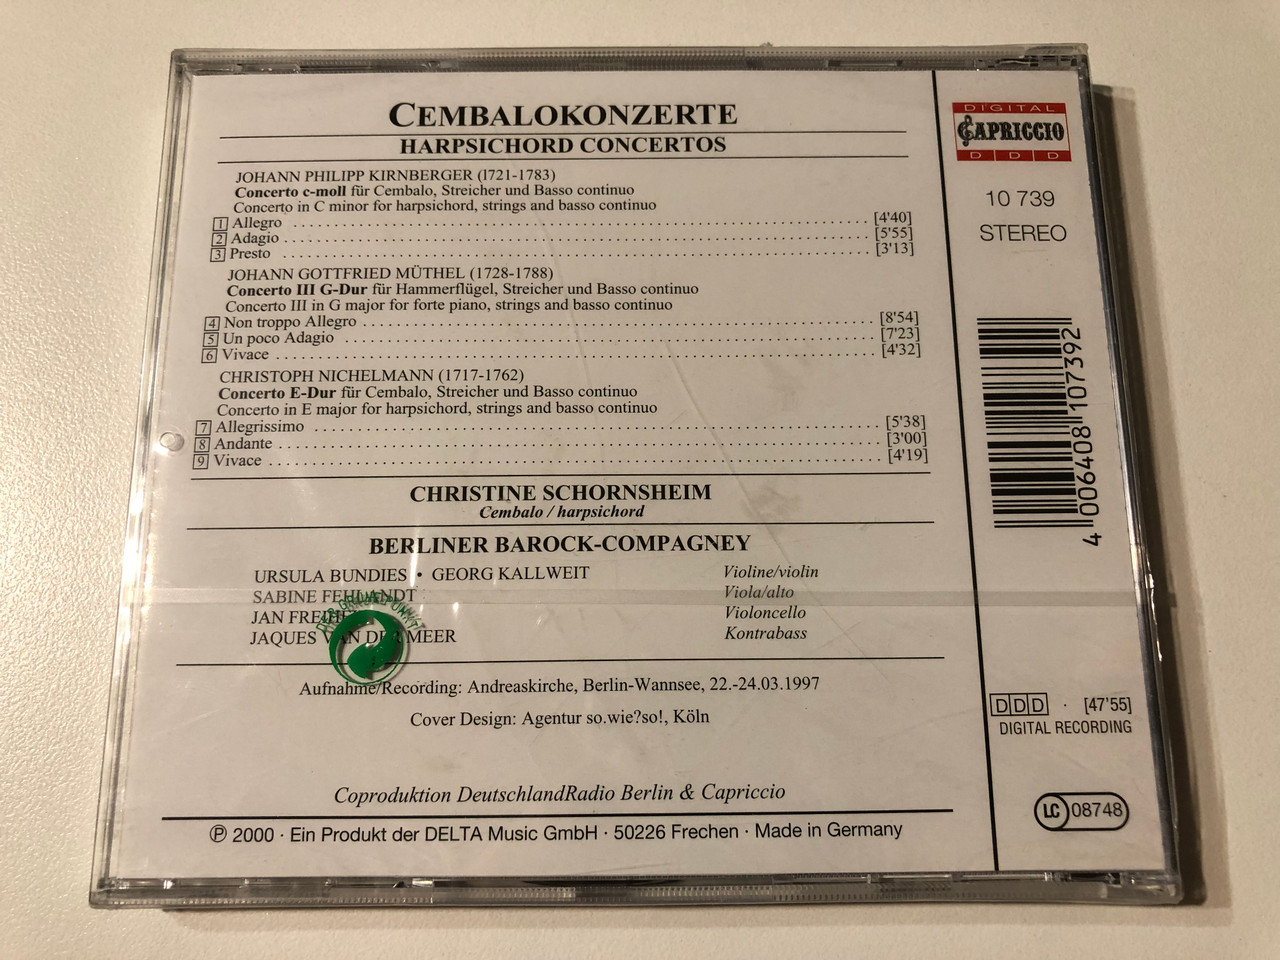 CEMBALOKONZERTE
HARPSICHORD CONCERTOS
JOHANN PHILIPP KIRNBERGER (1721-1783)
Concerto c-moll für Cembalo, Streicher und Basso continuo
Concerto in C minor for harpsichord, strings and basso continuo
1 Allegro [4'40]
2 Adagio [5'55]
3 Presto [3'13]
JOHANN GOTTFRIED MÜTHEL (1728-1788)
Concerto III G-Dur für Hammerflügel, Streicher und Basso continuo
Concerto III in G major for forte piano, strings and basso continuo
4 Non troppo Allegro [8'54]
5 Un poco Adagio [7'23]
6 Vivace [4'32]
CHRISTOPH NICHELMANN (1717-1762)
Concerto E-Dur für Cembalo, Streicher und Basso continuo
Concerto in E major for harpsichord, strings and basso continuo
7 Allegrissimo [5'38]
8 Andante [3'00]
9 Vivace [4'19]
CHRISTINE SCHORNSHEIM
Cembalo / harpsichord
BERLINER BAROCK-COMPAGNEY
URSULA BUNDIES • GEORG KALLWEIT Violine/violin
SABINE FEHLANDT Viola/alto
JAN Violoncello
JAQUES VAN DER MEER Kontrabass
DER GRÜNE PUNKT
Aufnahme/Recording: Andreaskirche, Berlin-Wannsee, 22.-24.03.1997
Cover Design: Agentur so.wie?so!, Köln
Coproduktion DeutschlandRadio Berlin & Capriccio
℗ 2000 · Ein Produkt der DELTA Music GmbH · 50226 Frechen · Made in Germany
DIGITAL
CAPRICCIO
D D D
10 739
STEREO
4 006408 107392
DDD · [47'55]
DIGITAL RECORDING
LC 08748